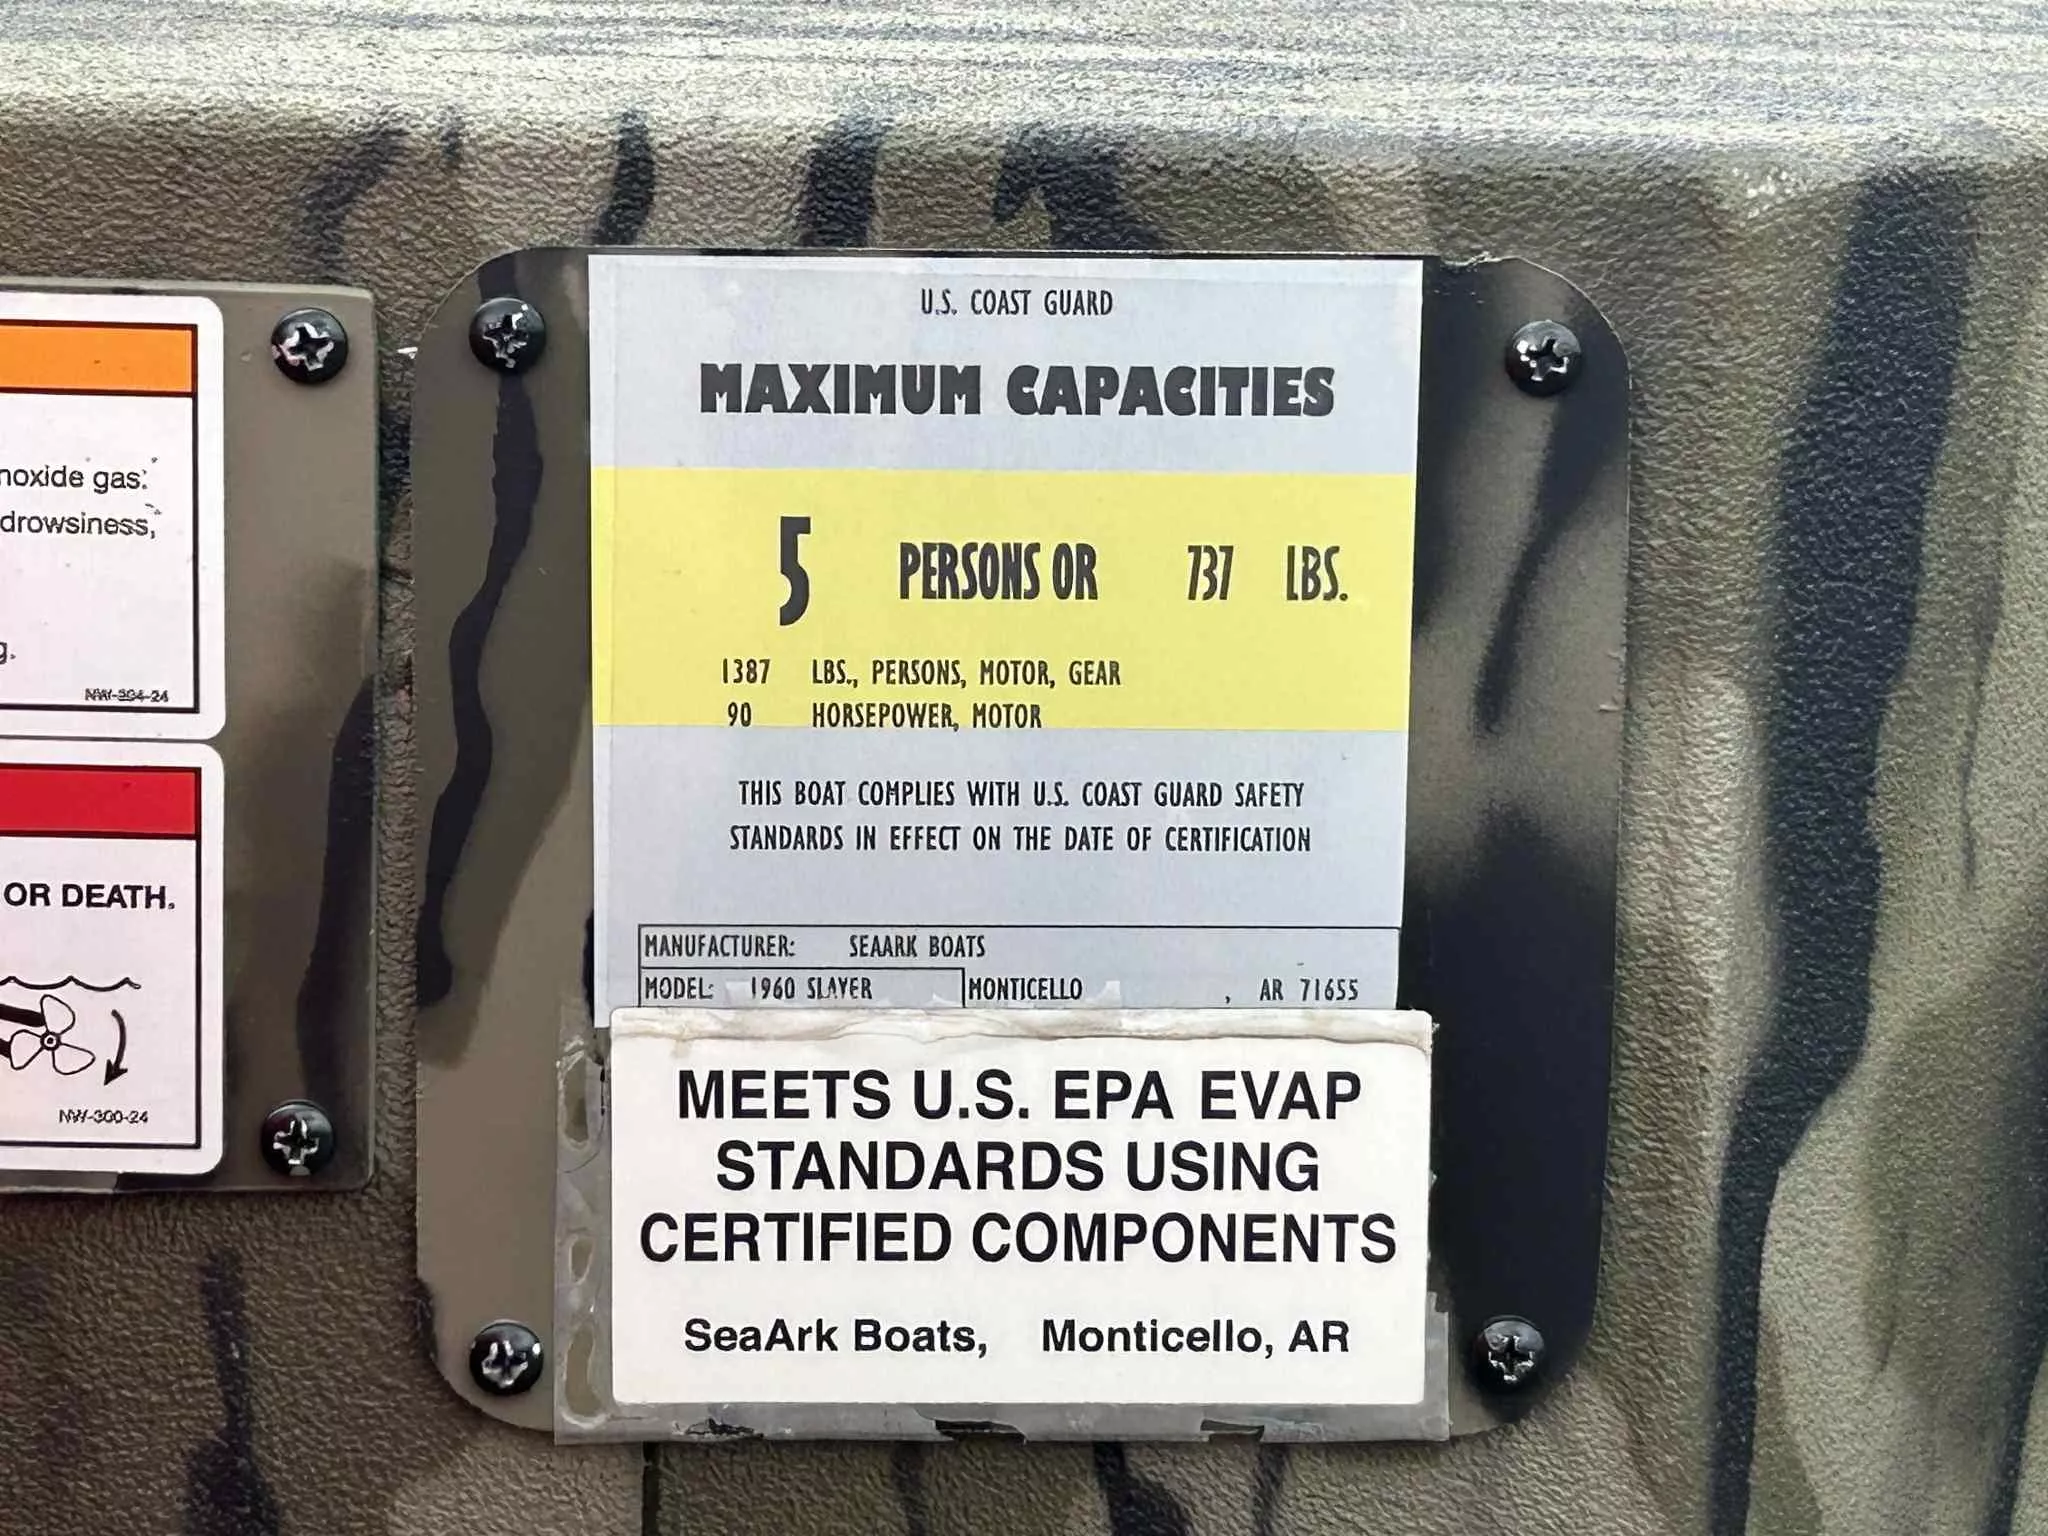 noxide gas.
drowsiness,
g.
NW-304-24
OR DEATH.
NW-300-24
U.S. COAST GUARD
MAXIMUM CAPACITIES
5 PERSONS OR 737 LBS.
1387 LBS., PERSONS, MOTOR, GEAR
90 HORSEPOWER, MOTOR
THIS BOAT COMPLIES WITH U.S. COAST GUARD SAFETY
STANDARDS IN EFFECT ON THE DATE OF CERTIFICATION
MANUFACTURER: SEAARK BOATS
MODEL: 1960 SLAYER MONTICELLO , AR 71655
MEETS U.S. EPA EVAP
STANDARDS USING
CERTIFIED COMPONENTS
SeaArk Boats, Monticello, AR